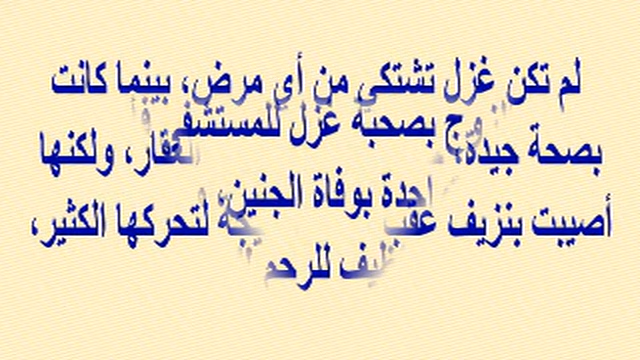 لم تكن غزل تشتكي من أي مرض، بينما كانت
بصحبة غزل للمستشفى
بصحة جيدة، العقار، ولكنها
بوفاة الجنين،
أصيبت بنزيف عقب لتحركها الكثير،
للرحم